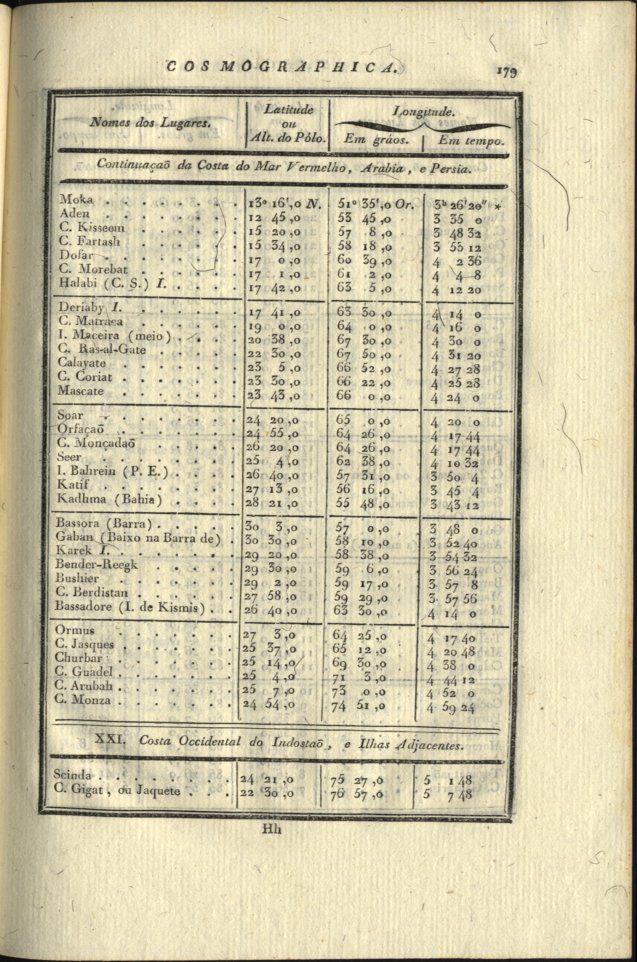 COSMOGRAPHICA. 179
Nomes dos Lugares. Latitude ou Alt. do Pólo. Longitude. Em gráos. Em tempo.
Continuaçaõ da Costa do Mar Vermelho, Arabia, e Persia.
Moka . . . . . . . 13° 16',0 N. 51° 35',0 Or. 3h 26'20" *
Aden . . . . . . . 12 45,0 53 45,0 3 35 0
C. Kisseem . . . . . 15 20,0 57 8,0 3 48 32
C. Fartash . . . . . 15 34,0 58 18,0 3 53 12
Dofar . . . . . . . 17 0,0 60 39,0 4 2 36
C. Morebat . . . . . 17 1,0 61 2,0 4 4 8
Halabi (C. S.) I. . . . . 17 42,0 63 5,0 4 12 20
Deriaby I. . . . . . 17 41,0 63 30,0 4 14 0
C. Matraca . . . . . 19 0,0 64 0,0 4 16 0
I. Maceira (meio) . . . . 20 38,0 67 30,0 4 30 0
C. Ras-al-Gate . . . . 22 30,0 67 50,0 4 31 20
Calayate . . . . . . 23 5,0 66 52,0 4 27 28
C. Coriat . . . . . . 23 30,0 66 22,0 4 25 28
Mascate . . . . . . 23 43,0 66 0,0 4 24 0
Soar . . . . . . . 24 20,0 65 0,0 4 20 0
Orfaçaõ . . . . . . 24 55,0 64 26,0 4 17 44
C. Monçadaõ . . . . . 26 20,0 64 26,0 4 17 44
Seer . . . . . . . 25 4,0 62 38,0 4 10 32
I. Bahrein (P. E.) . . . . 26 40,0 57 31,0 3 50 4
Katif . . . . . . . 27 13,0 56 16,0 3 45 4
Kadhma (Bahia) . . . . 28 21,0 55 48,0 3 43 12
Bassora (Barra) . . . . . 30 3,0 57 0,0 3 48 0
Gaban (Baixo na Barra de) . 30 30,0 58 10,0 3 52 40
Karek I. . . . . . . 29 20,0 58 38,0 3 54 32
Bender-Reegk . . . . . 29 30,0 59 6,0 3 56 24
Bushier . . . . . . 29 2,0 59 17,0 3 57 8
C. Berdistan . . . . . 27 58,0 59 29,0 3 57 56
Bassadore (I. de Kismis) . . 26 40,0 63 30,0 4 14 0
Ormus . . . . . . 27 3,0 64 25,0 4 17 40
C. Jasques . . . . . . 25 37,0 65 12,0 4 20 48
Churbar . . . . . . 25 14,0 69 30,0 4 38 0
C. Guadel . . . . . . 25 4,0 71 3,0 4 44 12
C. Arubah . . . . . . 25 7,0 73 0,0 4 52 0
C. Monza . . . . . . 24 54,0 74 51,0 4 59 24
XXI. Costa Occidental do Indostaõ, e Ilhas Adjacentes.
Scinda . . . . . . . 24 21,0 75 27,0 5 1 48
C. Gigat, ou Jaquete . . . 22 30,0 76 57,0 5 7 48
Hh